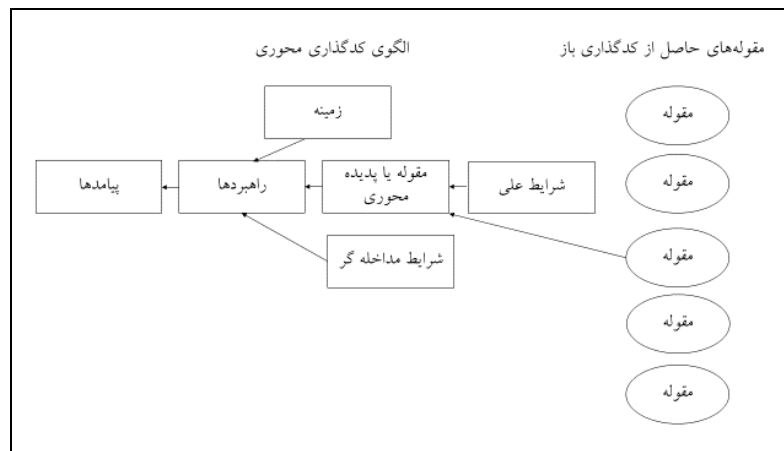 مقوله‌های حاصل از کدگذاری باز
الگوی کدگذاری محوری
مقوله
زمینه
مقوله
شرایط علی
مقوله یا پدیده
محوری
راهبردها
پیامدها
مقوله
شرایط مداخله گر
مقوله
مقوله